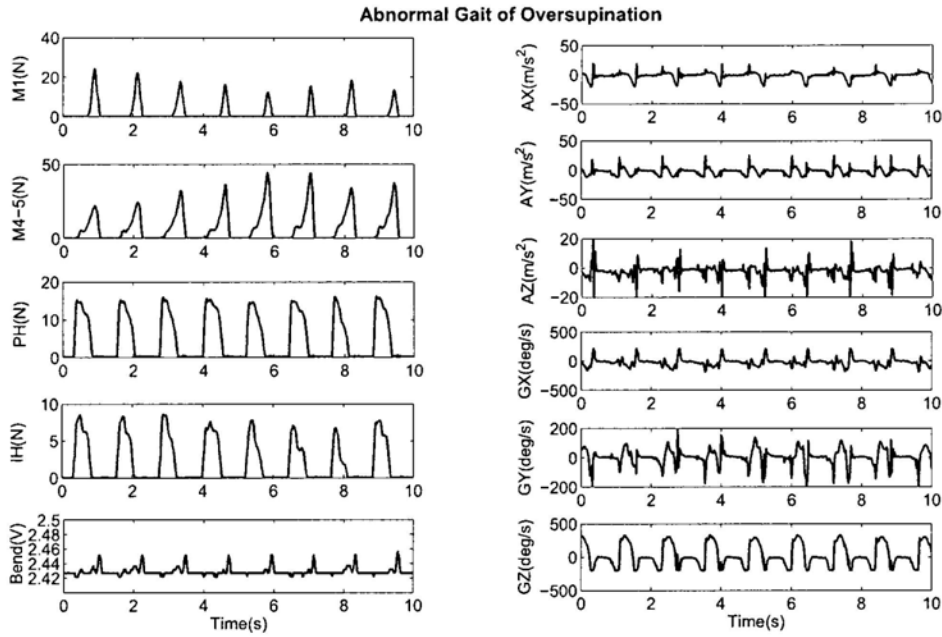 Abnormal Gait of Oversupination
M1(N)
40
20
0
0 2 4 6 8 10
M4-5(N)
50
0
0 2 4 6 8 10
PH(N)
20
10
0
0 2 4 6 8 10
IH(N)
10
5
0
0 2 4 6 8 10
Bend(V)
2.5
2.48
2.46
2.44
2.42
0 2 4 6 8 10
Time(s)
AX(m/s²)
50
0
−50
0 2 4 6 8 10
AY(m/s²)
50
0
−50
0 2 4 6 8 10
AZ(m/s²)
20
0
−20
0 2 4 6 8 10
GX(deg/s)
500
0
−500
0 2 4 6 8 10
GY(deg/s)
200
0
−200
0 2 4 6 8 10
GZ(deg/s)
500
0
−500
0 2 4 6 8 10
Time(s)